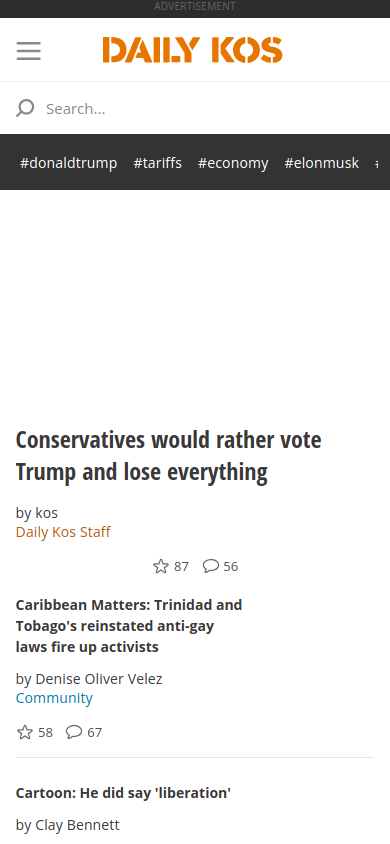 ADVERTISEMENT
DAILY KOS
Search...
#donaldtrump #tariffs #economy #elonmusk
Conservatives would rather vote
Trump and lose everything
by kos
Daily Kos Staff
87 56
Caribbean Matters: Trinidad and
Tobago's reinstated anti-gay
laws fire up activists
by Denise Oliver Velez
Community
58 67
Cartoon: He did say 'liberation'
by Clay Bennett